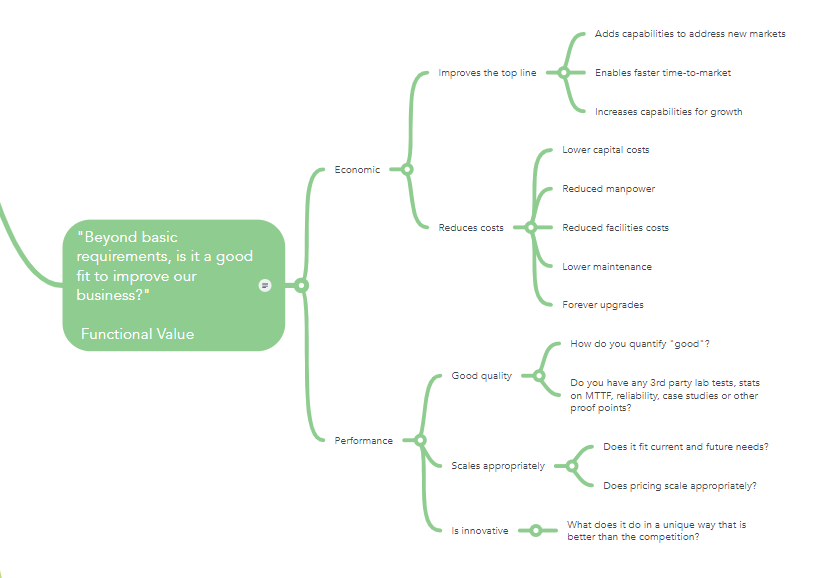 "Beyond basic
requirements, is it a good
fit to improve our
business?"
Functional Value
Economic
Improves the top line
Adds capabilities to address new markets
Enables faster time-to-market
Increases capabilities for growth
Reduces costs
Lower capital costs
Reduced manpower
Reduced facilities costs
Lower maintenance
Forever upgrades
Performance
Good quality
How do you quantify "good"?
Do you have any 3rd party lab tests, stats
on MTTF, reliability, case studies or other
proof points?
Scales appropriately
Does it fit current and future needs?
Does pricing scale appropriately?
Is innovative
What does it do in a unique way that is
better than the competition?